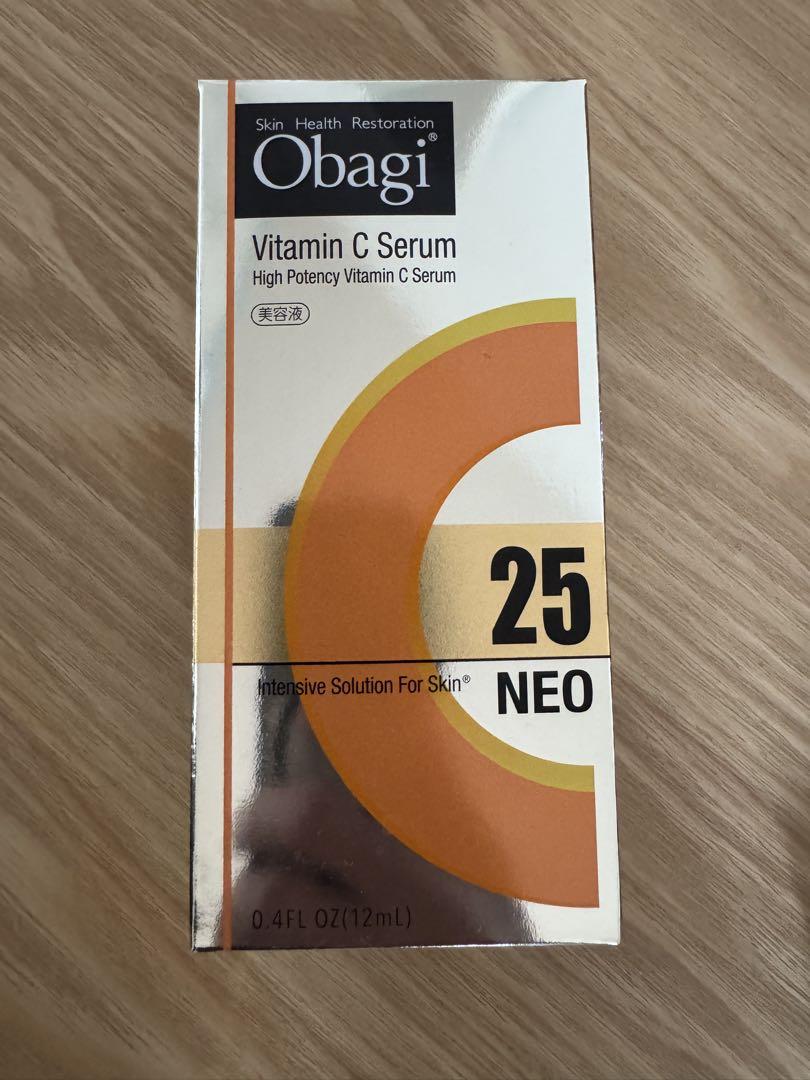 Skin Health Restoration
Obagi®
Vitamin C Serum
High Potency Vitamin C Serum
美容液
25
Intensive Solution For Skin®
NEO
0.4FL OZ(12mL)